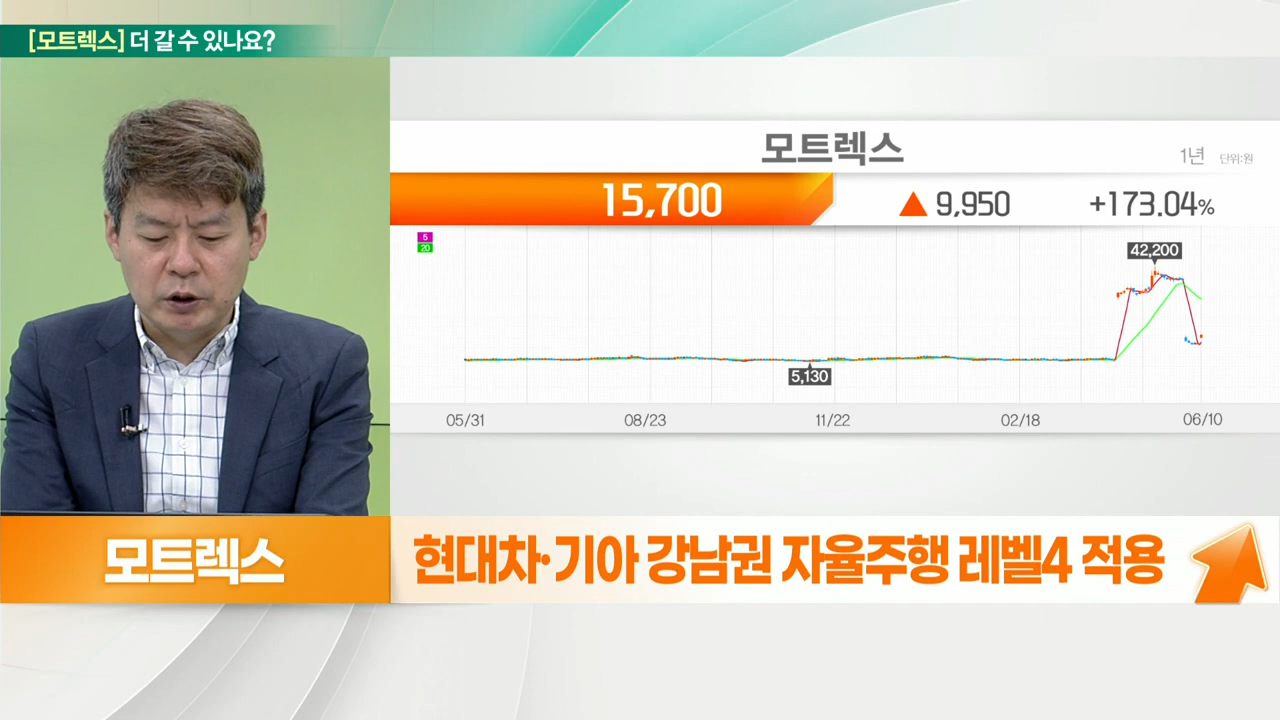 [모트렉스] 더 갈 수 있나요?
모트렉스
1년 단위:원
15,700 ▲ 9,950 +173.04%
5
20
42,200
5,130
05/31 08/23 11/22 02/18 06/10
모트렉스
현대차·기아 강남권 자율주행 레벨4 적용